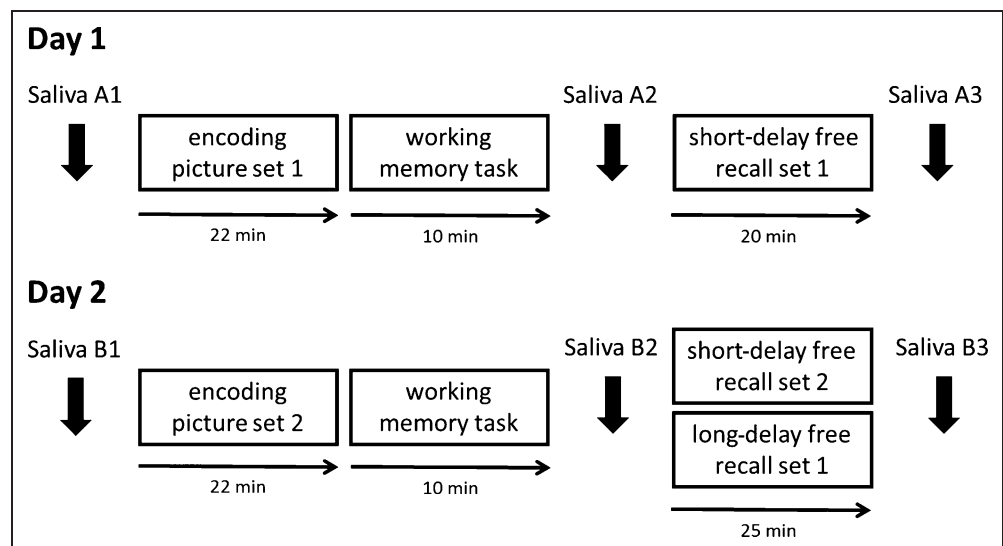 Day 1
Saliva A1
Saliva A2
Saliva A3
encoding
picture set 1
working
memory task
short-delay free
recall set 1
22 min
10 min
20 min
Day 2
Saliva B1
Saliva B2
Saliva B3
encoding
picture set 2
working
memory task
short-delay free
recall set 2
long-delay free
recall set 1
22 min
10 min
25 min